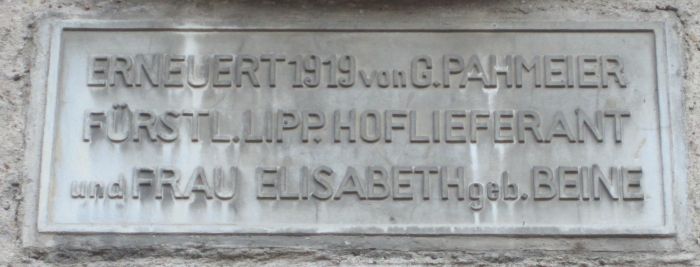 ERNEUERT 1919 von G. PAHMEIER
FÜRSTL. LIPP. HOFLIEFERANT
und FRAU ELISABETH geb. BEINE